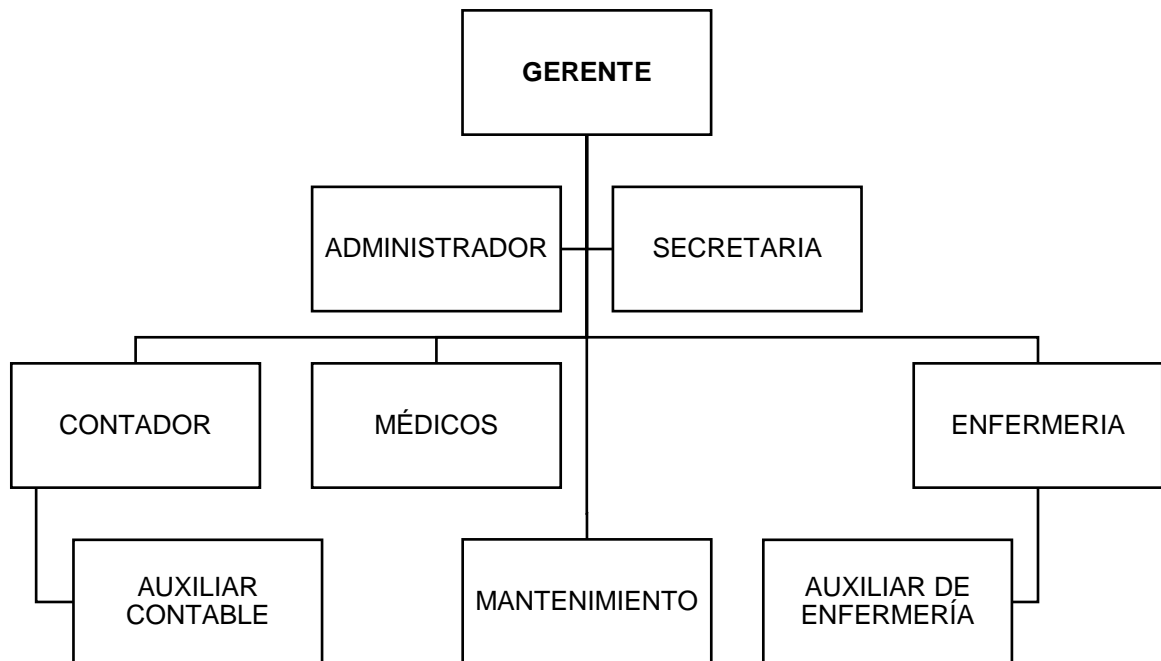 GERENTE
ADMINISTRADOR
SECRETARIA
CONTADOR
MÉDICOS
ENFERMERIA
AUXILIAR
CONTABLE
MANTENIMIENTO
AUXILIAR DE
ENFERMERÍA